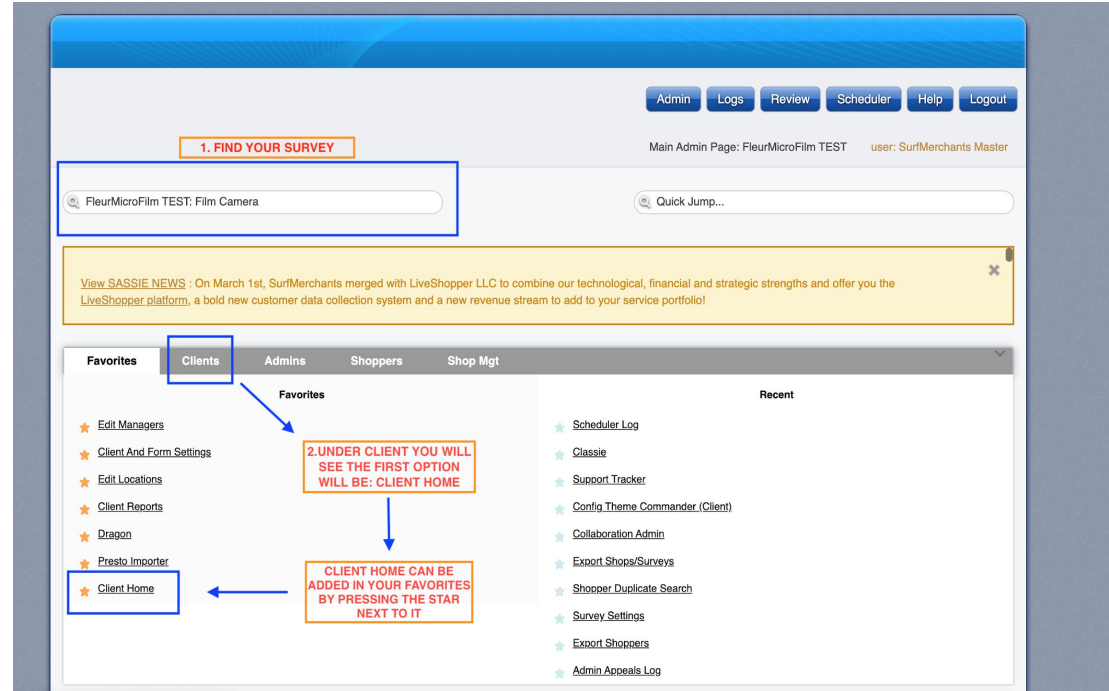 Admin Logs Review Scheduler Help Logout
1. FIND YOUR SURVEY
Main Admin Page: FleurMicroFilm TEST user: SurfMerchants Master
FleurMicroFilm TEST: Film Camera
Quick Jump...
View SASSIE NEWS : On March 1st, SurfMerchants merged with LiveShopper LLC to combine our technological, financial and strategic strengths and offer you the
LiveShopper platform, a bold new customer data collection system and a new revenue stream to add to your service portfolio!
Favorites Clients Admins Shoppers Shop Mgt
Favorites
Edit Managers
Client And Form Settings
Edit Locations
Client Reports
Dragon
Presto Importer
Client Home
2.UNDER CLIENT YOU WILL
SEE THE FIRST OPTION
WILL BE: CLIENT HOME
CLIENT HOME CAN BE
ADDED IN YOUR FAVORITES
BY PRESSING THE STAR
NEXT TO IT
Recent
Scheduler Log
Classie
Support Tracker
Config Theme Commander (Client)
Collaboration Admin
Export Shops/Surveys
Shopper Duplicate Search
Survey Settings
Export Shoppers
Admin Appeals Log